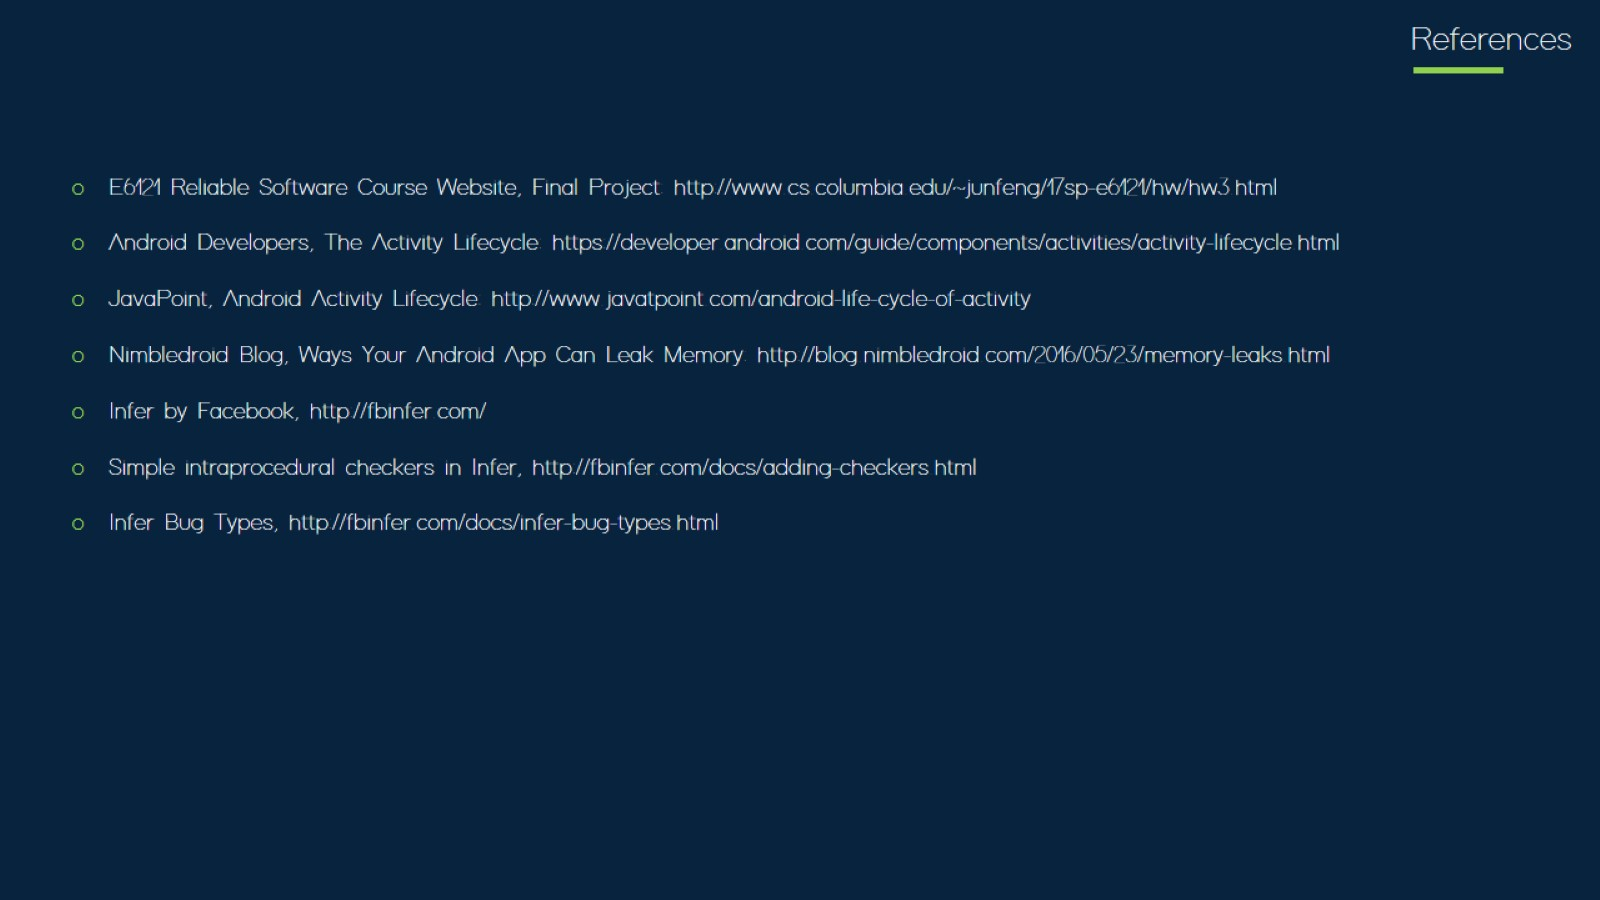 References
E6121 Reliable Software Course Website, Final Project: http://www.cs.columbia.edu/~junfeng/17sp-e6121/hw/hw3.html
Android Developers, The Activity Lifecycle: https://developer.android.com/guide/components/activities/activity-lifecycle.html
JavaPoint, Android Activity Lifecycle: http://www.javatpoint.com/android-life-cycle-of-activity
Nimbledroid Blog, Ways Your Android App Can Leak Memory: http://blog.nimbledroid.com/2016/05/23/memory-leaks.html
Infer by Facebook, http://fbinfer.com/
Simple intraprocedural checkers in Infer, http://fbinfer.com/docs/adding-checkers.html
Infer Bug Types, http://fbinfer.com/docs/infer-bug-types.html